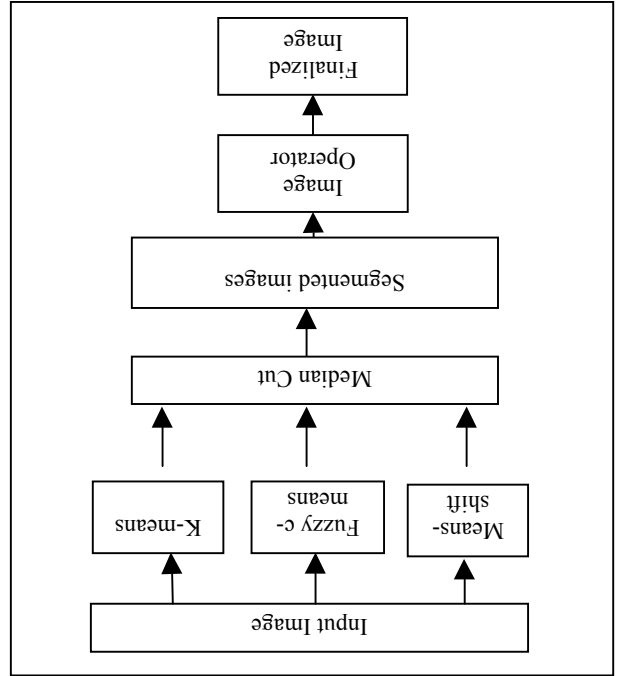 Input Image
Means-
shift
Fuzzy c-
means
K-means
Median Cut
Segmented images
Image
Operator
Finalized
Image